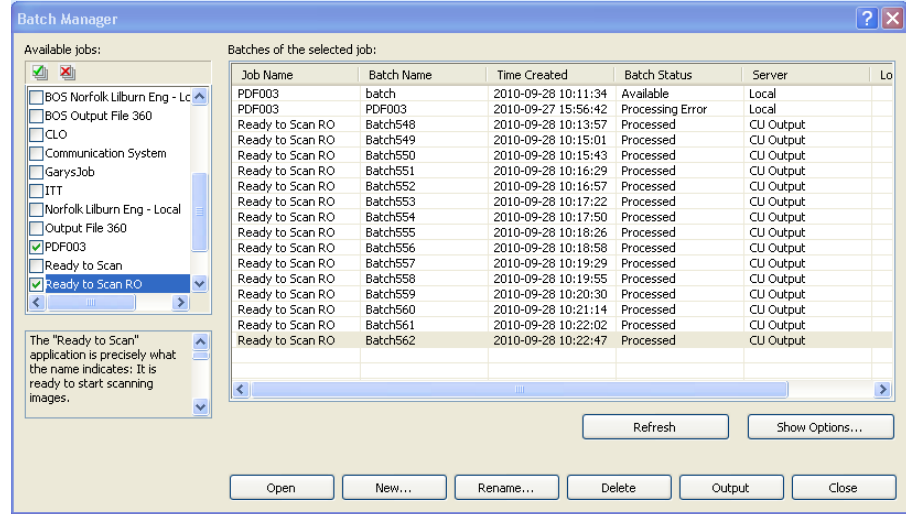 Batch Manager
Available jobs:
BOS Norfolk Lilburn Eng - Lc
BOS Output File 360
CLO
Communication System
GarysJob
ITT
Norfolk Lilburn Eng - Local
Output File 360
PDF003
Ready to Scan
Ready to Scan RO
The "Ready to Scan"
application is precisely what
the name indicates: It is
ready to start scanning
images.
Batches of the selected job:
Job Name Batch Name Time Created Batch Status Server Lo
PDF003 batch 2010-09-28 10:11:34 Available Local
PDF003 PDF003 2010-09-27 15:56:42 Processing Error Local
Ready to Scan RO Batch548 2010-09-28 10:13:57 Processed CU Output
Ready to Scan RO Batch549 2010-09-28 10:15:01 Processed CU Output
Ready to Scan RO Batch550 2010-09-28 10:15:43 Processed CU Output
Ready to Scan RO Batch551 2010-09-28 10:16:29 Processed CU Output
Ready to Scan RO Batch552 2010-09-28 10:16:57 Processed CU Output
Ready to Scan RO Batch553 2010-09-28 10:17:22 Processed CU Output
Ready to Scan RO Batch554 2010-09-28 10:17:50 Processed CU Output
Ready to Scan RO Batch555 2010-09-28 10:18:26 Processed CU Output
Ready to Scan RO Batch556 2010-09-28 10:18:58 Processed CU Output
Ready to Scan RO Batch557 2010-09-28 10:19:29 Processed CU Output
Ready to Scan RO Batch558 2010-09-28 10:19:55 Processed CU Output
Ready to Scan RO Batch559 2010-09-28 10:20:30 Processed CU Output
Ready to Scan RO Batch560 2010-09-28 10:21:14 Processed CU Output
Ready to Scan RO Batch561 2010-09-28 10:22:02 Processed CU Output
Ready to Scan RO Batch562 2010-09-28 10:22:47 Processed CU Output
Refresh Show Options...
Open New... Rename... Delete Output Close